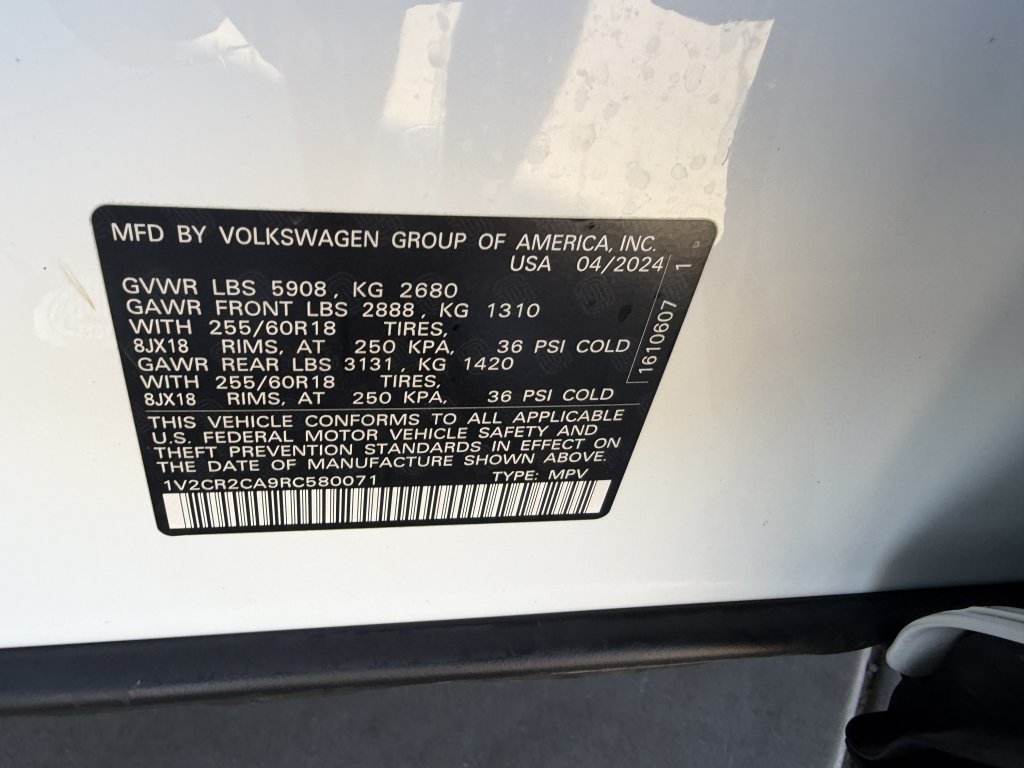 MFD BY VOLKSWAGEN GROUP OF AMERICA, INC.
USA 04/2024
GVWR LBS 5908, KG 2680
GAWR FRONT LBS 2888, KG 1310
WITH 255/60R18 TIRES,
8JX18 RIMS, AT 250 KPA, 36 PSI COLD
GAWR REAR LBS 3131, KG 1420
WITH 255/60R18 TIRES,
8JX18 RIMS, AT 250 KPA, 36 PSI COLD
1610607 1
THIS VEHICLE CONFORMS TO ALL APPLICABLE
U.S. FEDERAL MOTOR VEHICLE SAFETY AND
THEFT PREVENTION STANDARDS IN EFFECT ON
THE DATE OF MANUFACTURE SHOWN ABOVE.
1V2CR2CA9RC580071 TYPE: MPV